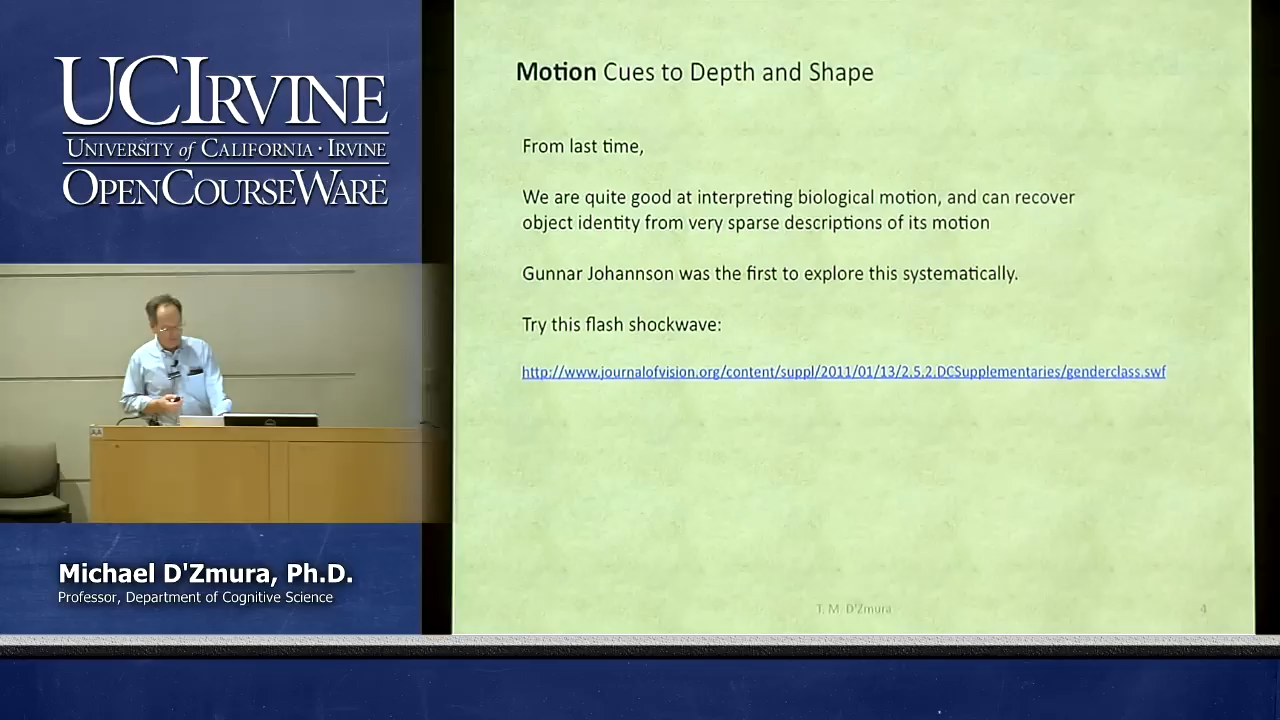 UCIRVINE
UNIVERSITY of CALIFORNIA · IRVINE
OPENCOURSEWARE
Motion Cues to Depth and Shape
From last time,
We are quite good at interpreting biological motion, and can recover
object identity from very sparse descriptions of its motion
Gunnar Johannson was the first to explore this systematically.
Try this flash shockwave:
http://www.journalofvision.org/content/suppl/2011/01/13/2.5.2.DCSupplementaries/genderclass.swf
T. M. D'Zmura
4
Michael D'Zmura, Ph.D.
Professor, Department of Cognitive Science